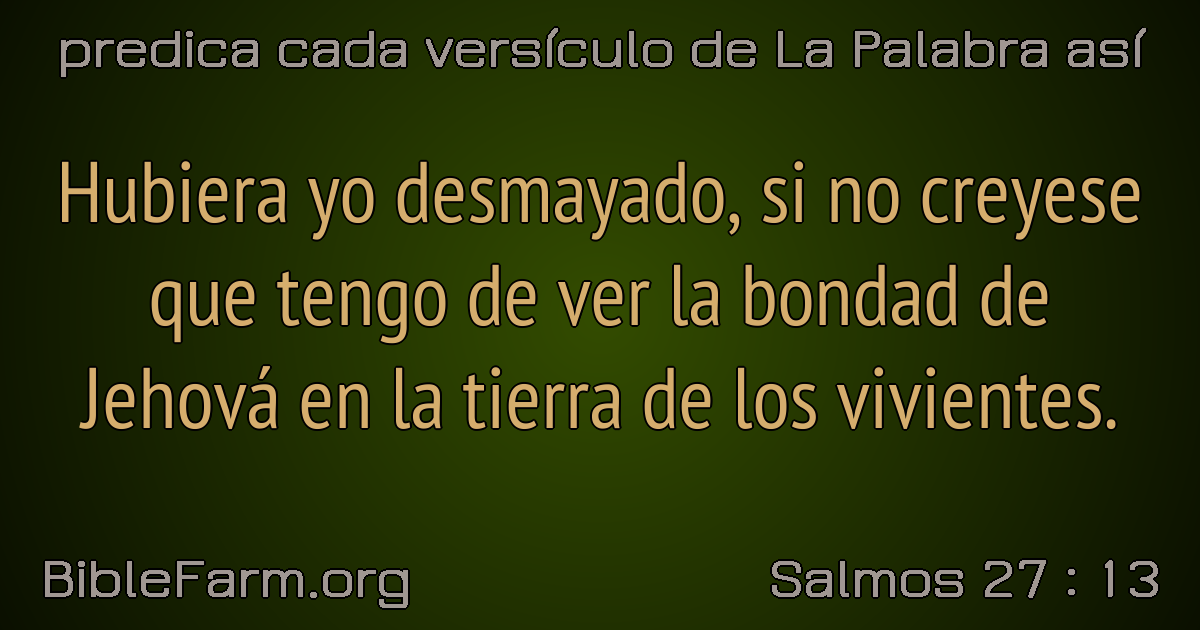 predica cada versículo de La Palabra así
Hubiera yo desmayado, si no creyese
que tengo de ver la bondad de
Jehová en la tierra de los vivientes.
BibleFarm.org
Salmos 27 : 13